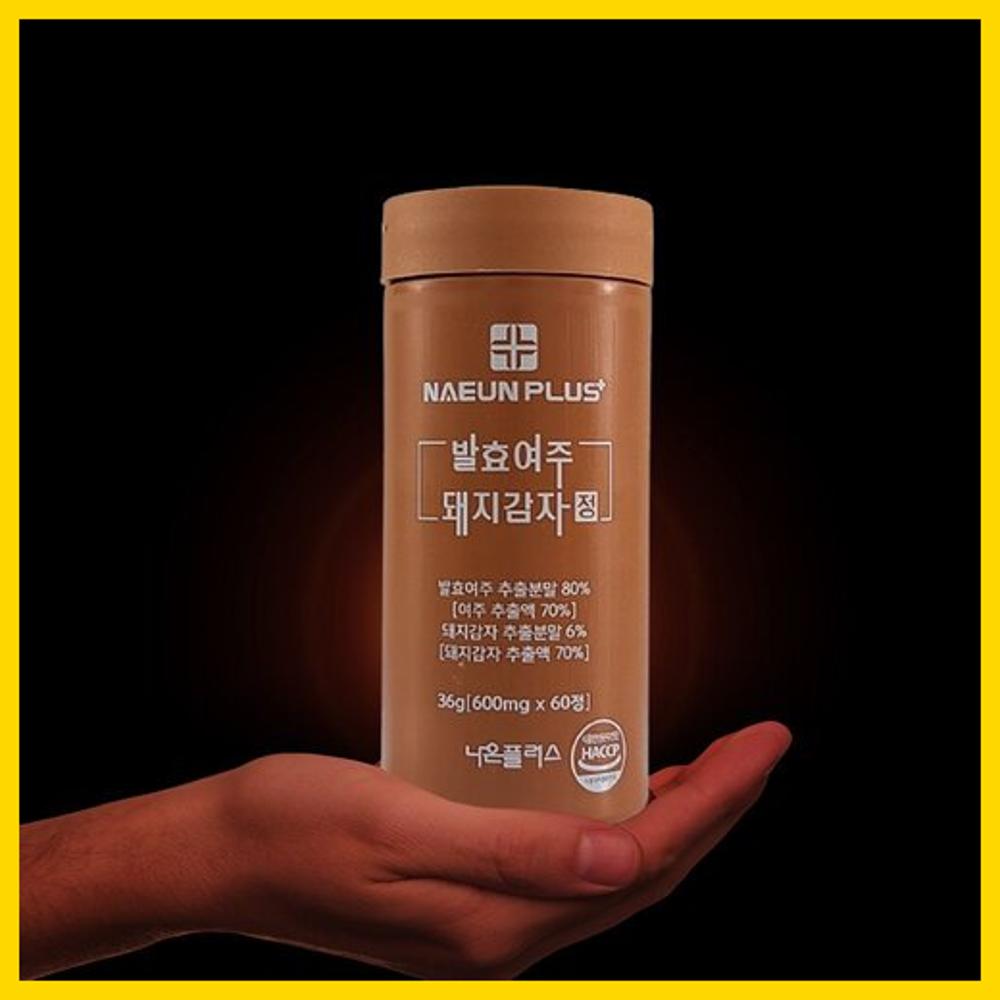 NAEUN PLUS+
발효여주
돼지감자정
발효여주 추출분말 80%
[여주 추출액 70%]
돼지감자 추출분말 6%
[돼지감자 추출액 70%]
36g[600mg x 60정]
나은플러스
HACCP